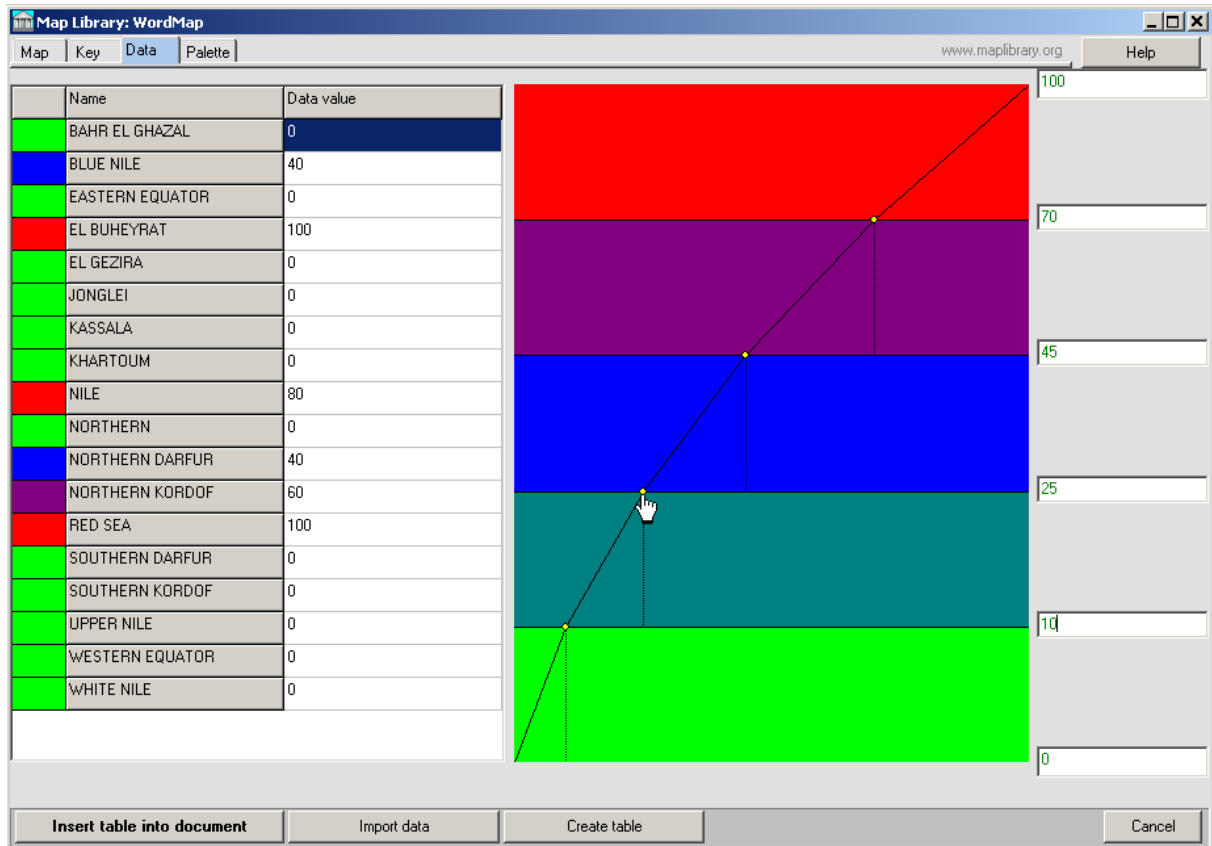 Map Library: WordMap
Map Key Data Palette www.maplibrary.org Help
Name Data value
BAHR EL GHAZAL 0
BLUE NILE 40
EASTERN EQUATOR 0
EL BUHEYRAT 100
EL GEZIRA 0
JONGLEI 0
KASSALA 0
KHARTOUM 0
NILE 80
NORTHERN 0
NORTHERN DARFUR 40
NORTHERN KORDOF 60
RED SEA 100
SOUTHERN DARFUR 0
SOUTHERN KORDOF 0
UPPER NILE 0
WESTERN EQUATOR 0
WHITE NILE 0
100
70
45
25
10
0
Insert table into document Import data Create table Cancel